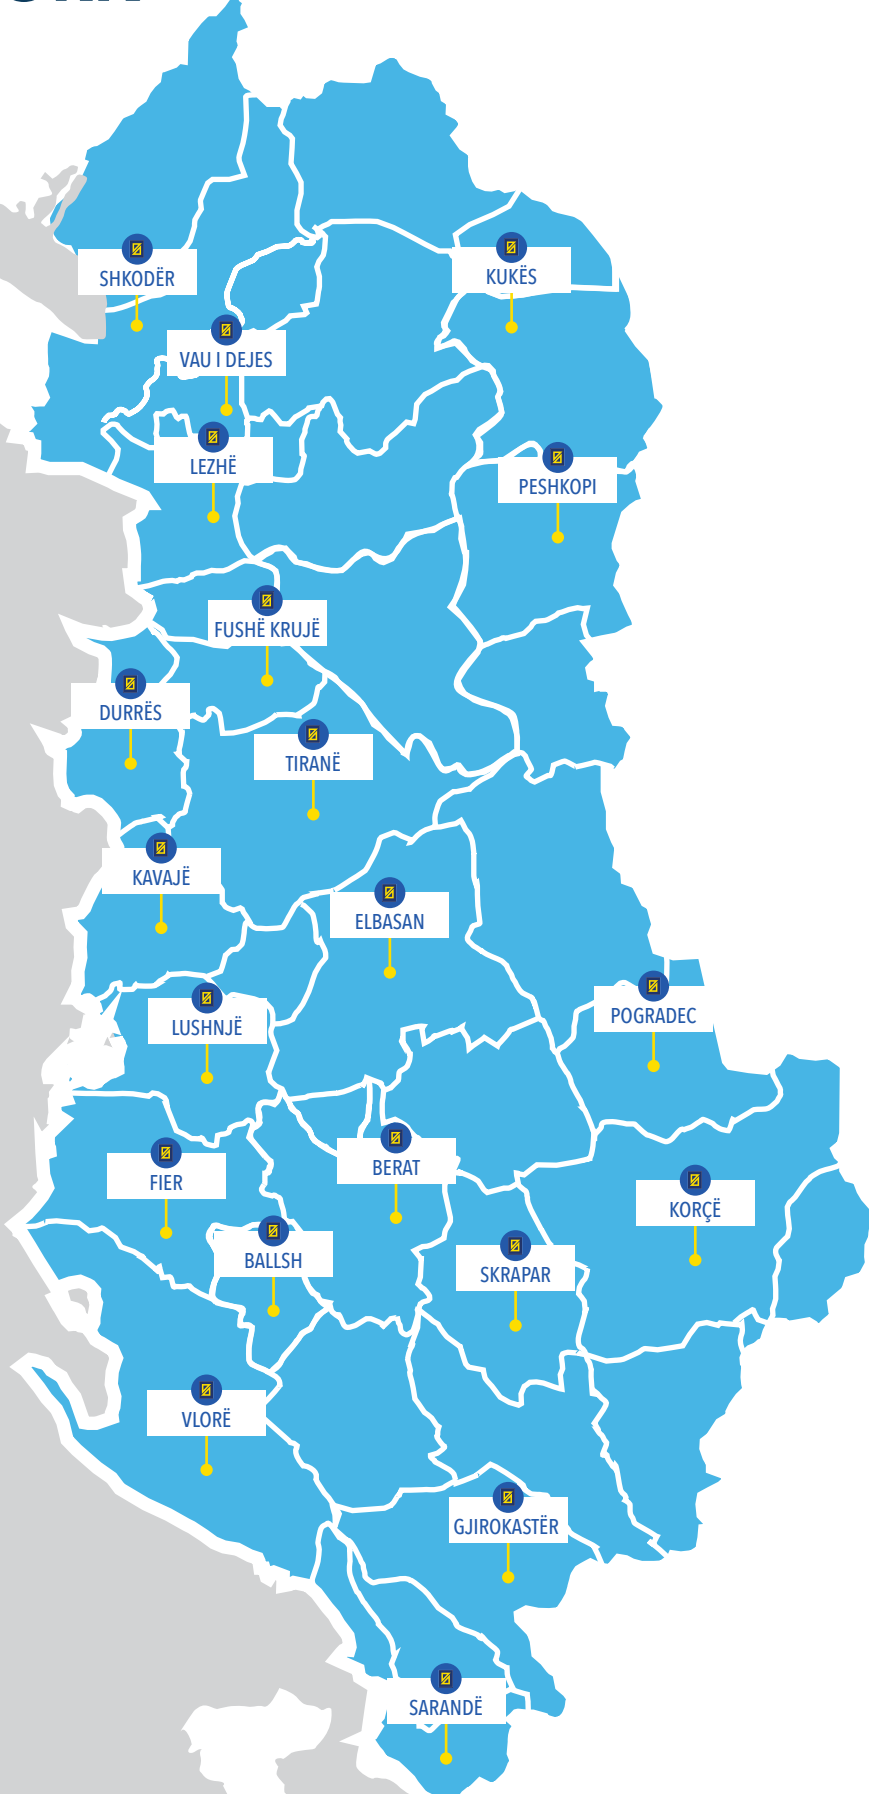 SHKODËR
KUKËS
VAU I DEJES
LEZHË
PESHKOPI
FUSHË KRUJË
DURRËS
TIRANË
KAVAJË
ELBASAN
POGRADEC
LUSHNJË
BERAT
FIER
KORÇË
BALLSH
SKRAPAR
VLORË
GJIROKASTËR
SARANDË